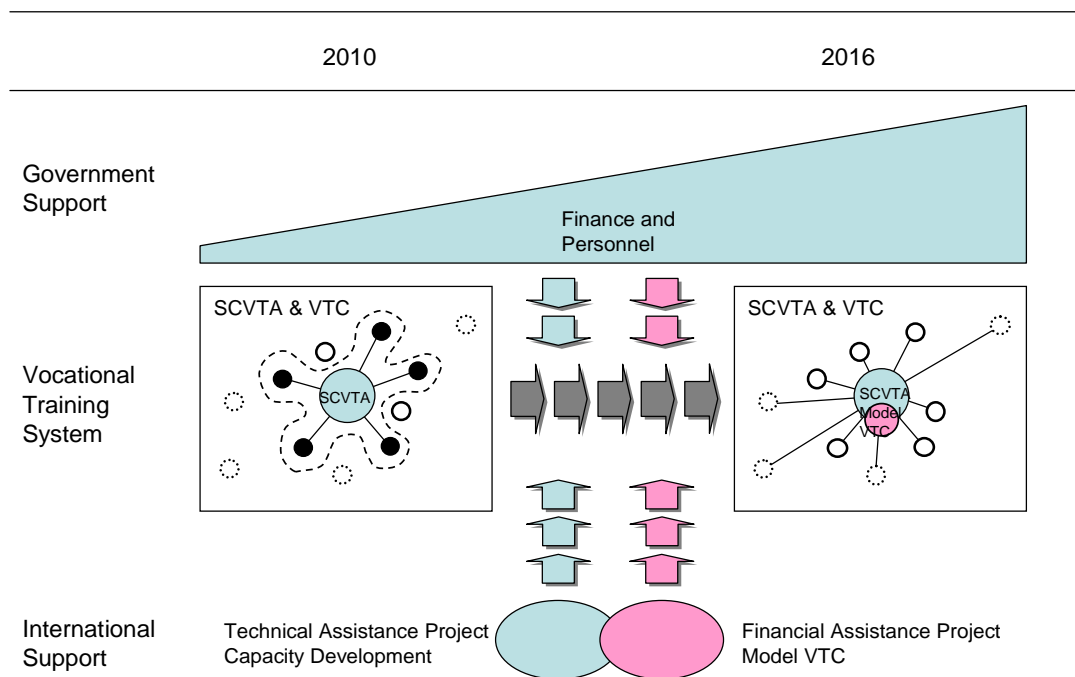 2010
2016
Government
Support
Finance and
Personnel
SCVTA & VTC
SCVTA
SCVTA & VTC
SCVTA
Model
VTC
Vocational
Training
System
International
Support
Technical Assistance Project
Capacity Development
Financial Assistance Project
Model VTC